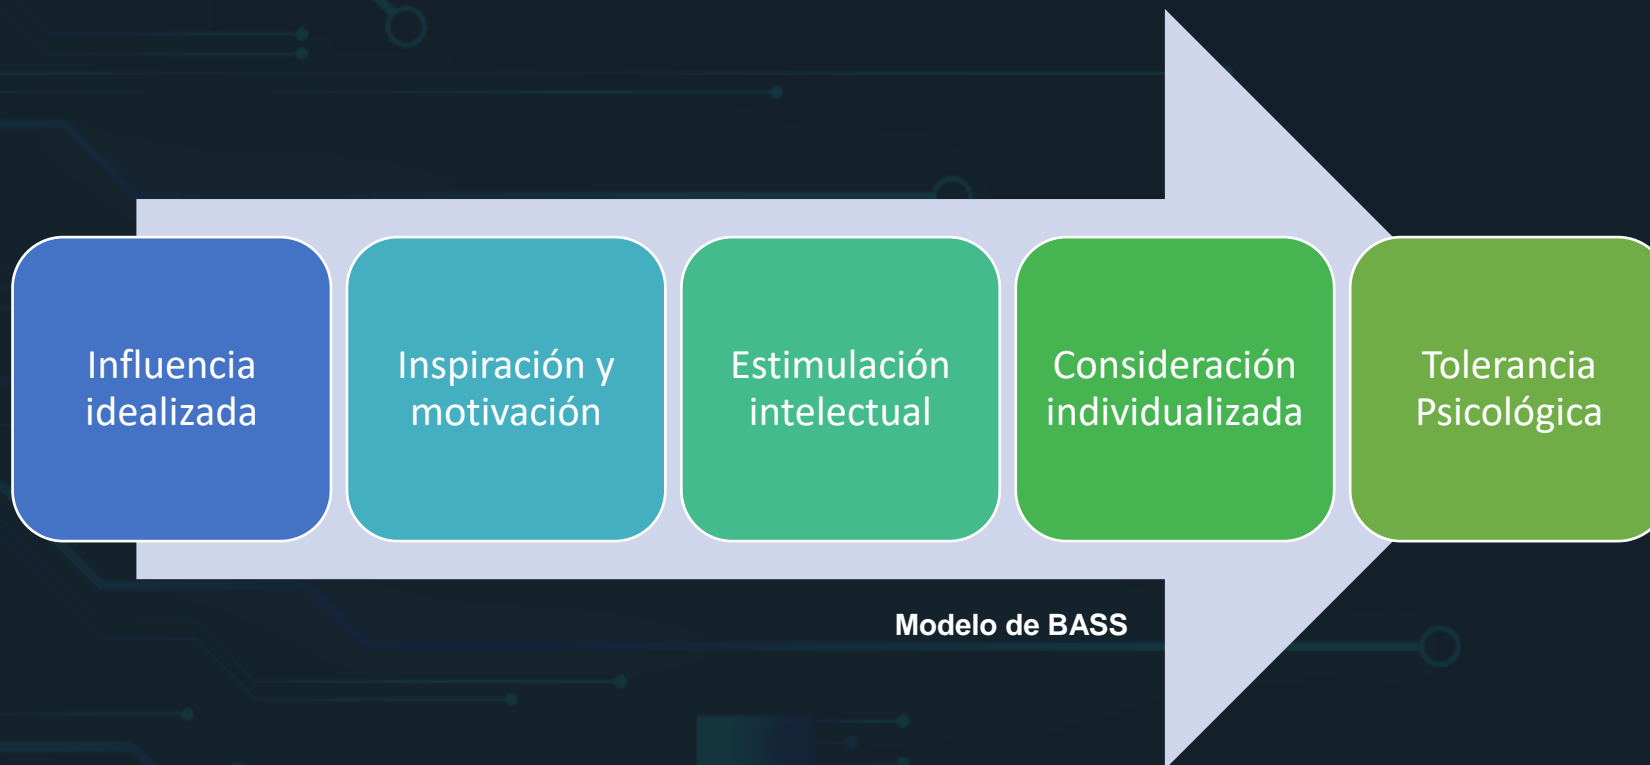 Influencia
idealizada
Inspiración y
motivación
Estimulación
intelectual
Consideración
individualizada
Tolerancia
Psicológica
Modelo de BASS